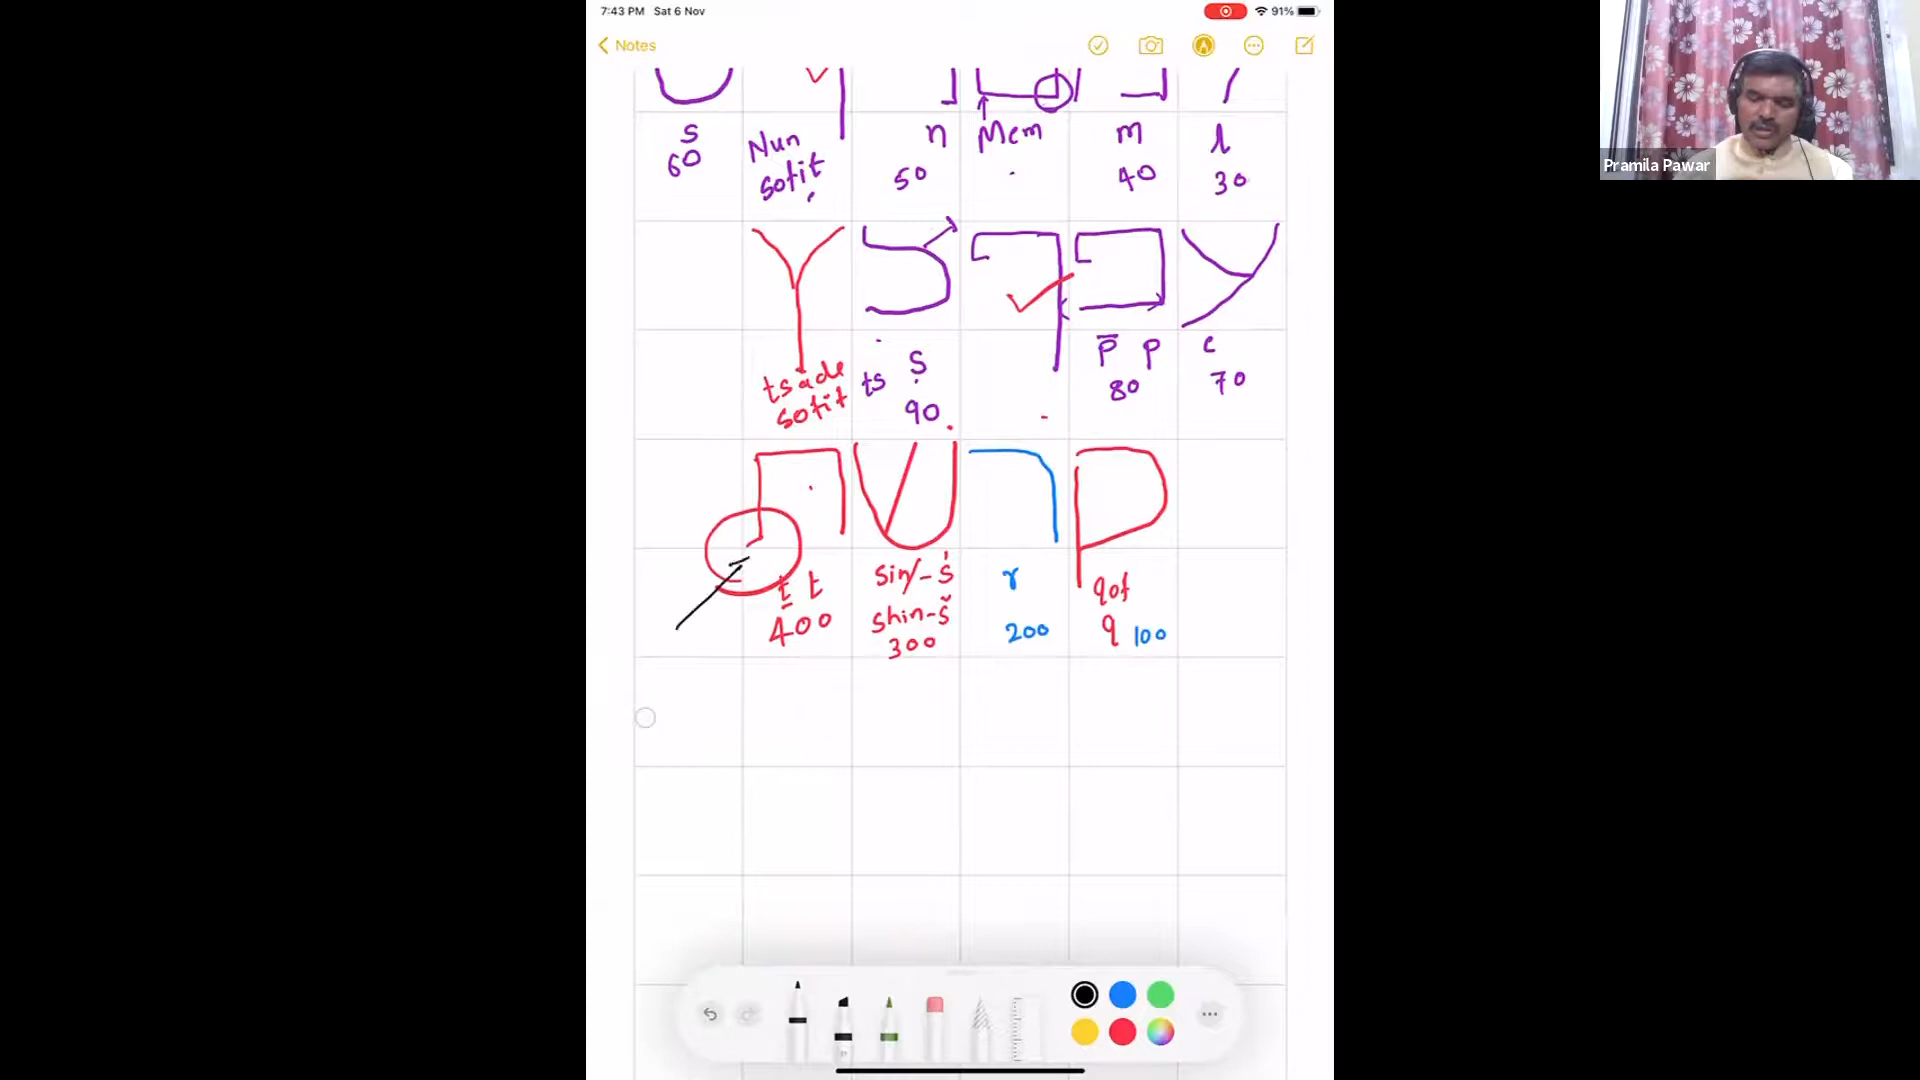 7:43 PM Sat 6 Nov
91%
Notes
Pramila Pawar
s Nun n Mem m l
60 sofit 50 40 30
ץ צ ף פ ע
tsade ts ṣ p̄ p c
sofit 90 80 70
ת ש ר ק
ṯ t sin - ś r qof
400 shin - š 200 q 100
300